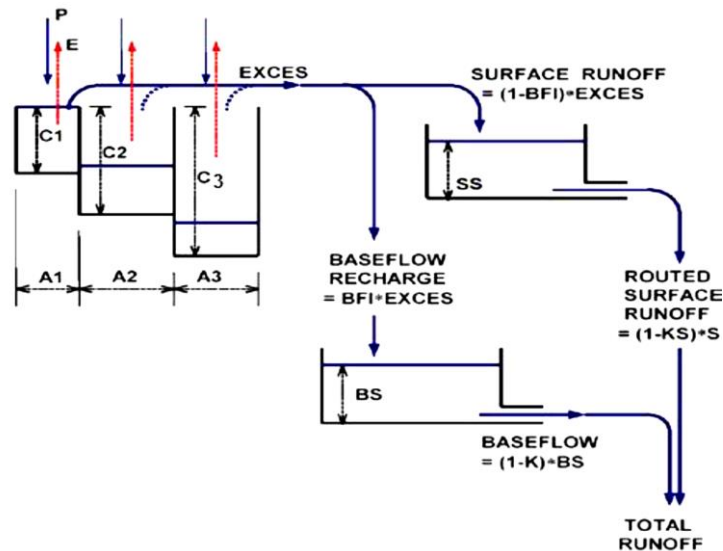 P
E
EXCES
SURFACE RUNOFF
= (1-BFI)*EXCES
C1
C2
C3
SS
A1
A2
A3
BASEFLOW
RECHARGE
= BFI*EXCES
ROUTED
SURFACE
RUNOFF
= (1-KS)*S
BS
BASEFLOW
= (1-K)*BS
TOTAL
RUNOFF